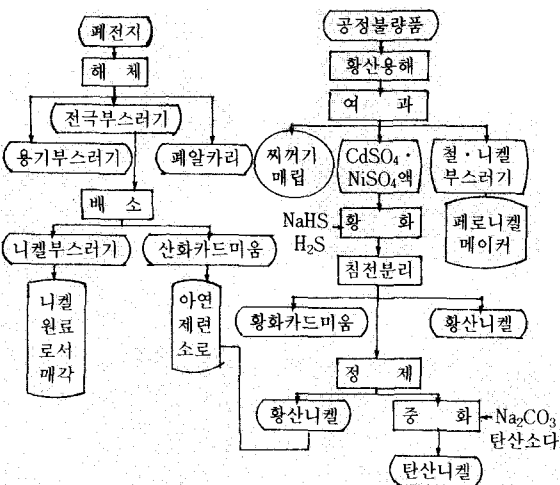 폐전지
해 체
전극부스러기
용기부스러기
폐알카리
배 소
니켈부스러기
산화카드미움
니켈
원료
로서
매각
아연
제련
소로
공정불량품
황산용해
여 과
찌꺼기
매립
CdSO₄·
NiSO₄액
철·니켈
부스러기
NaHS
H₂S
황 화
페로니켈
메이커
침전분리
황화카드미움
황산니켈
정 제
황산니켈
중 화
Na₂CO₃
탄산소다
탄산니켈